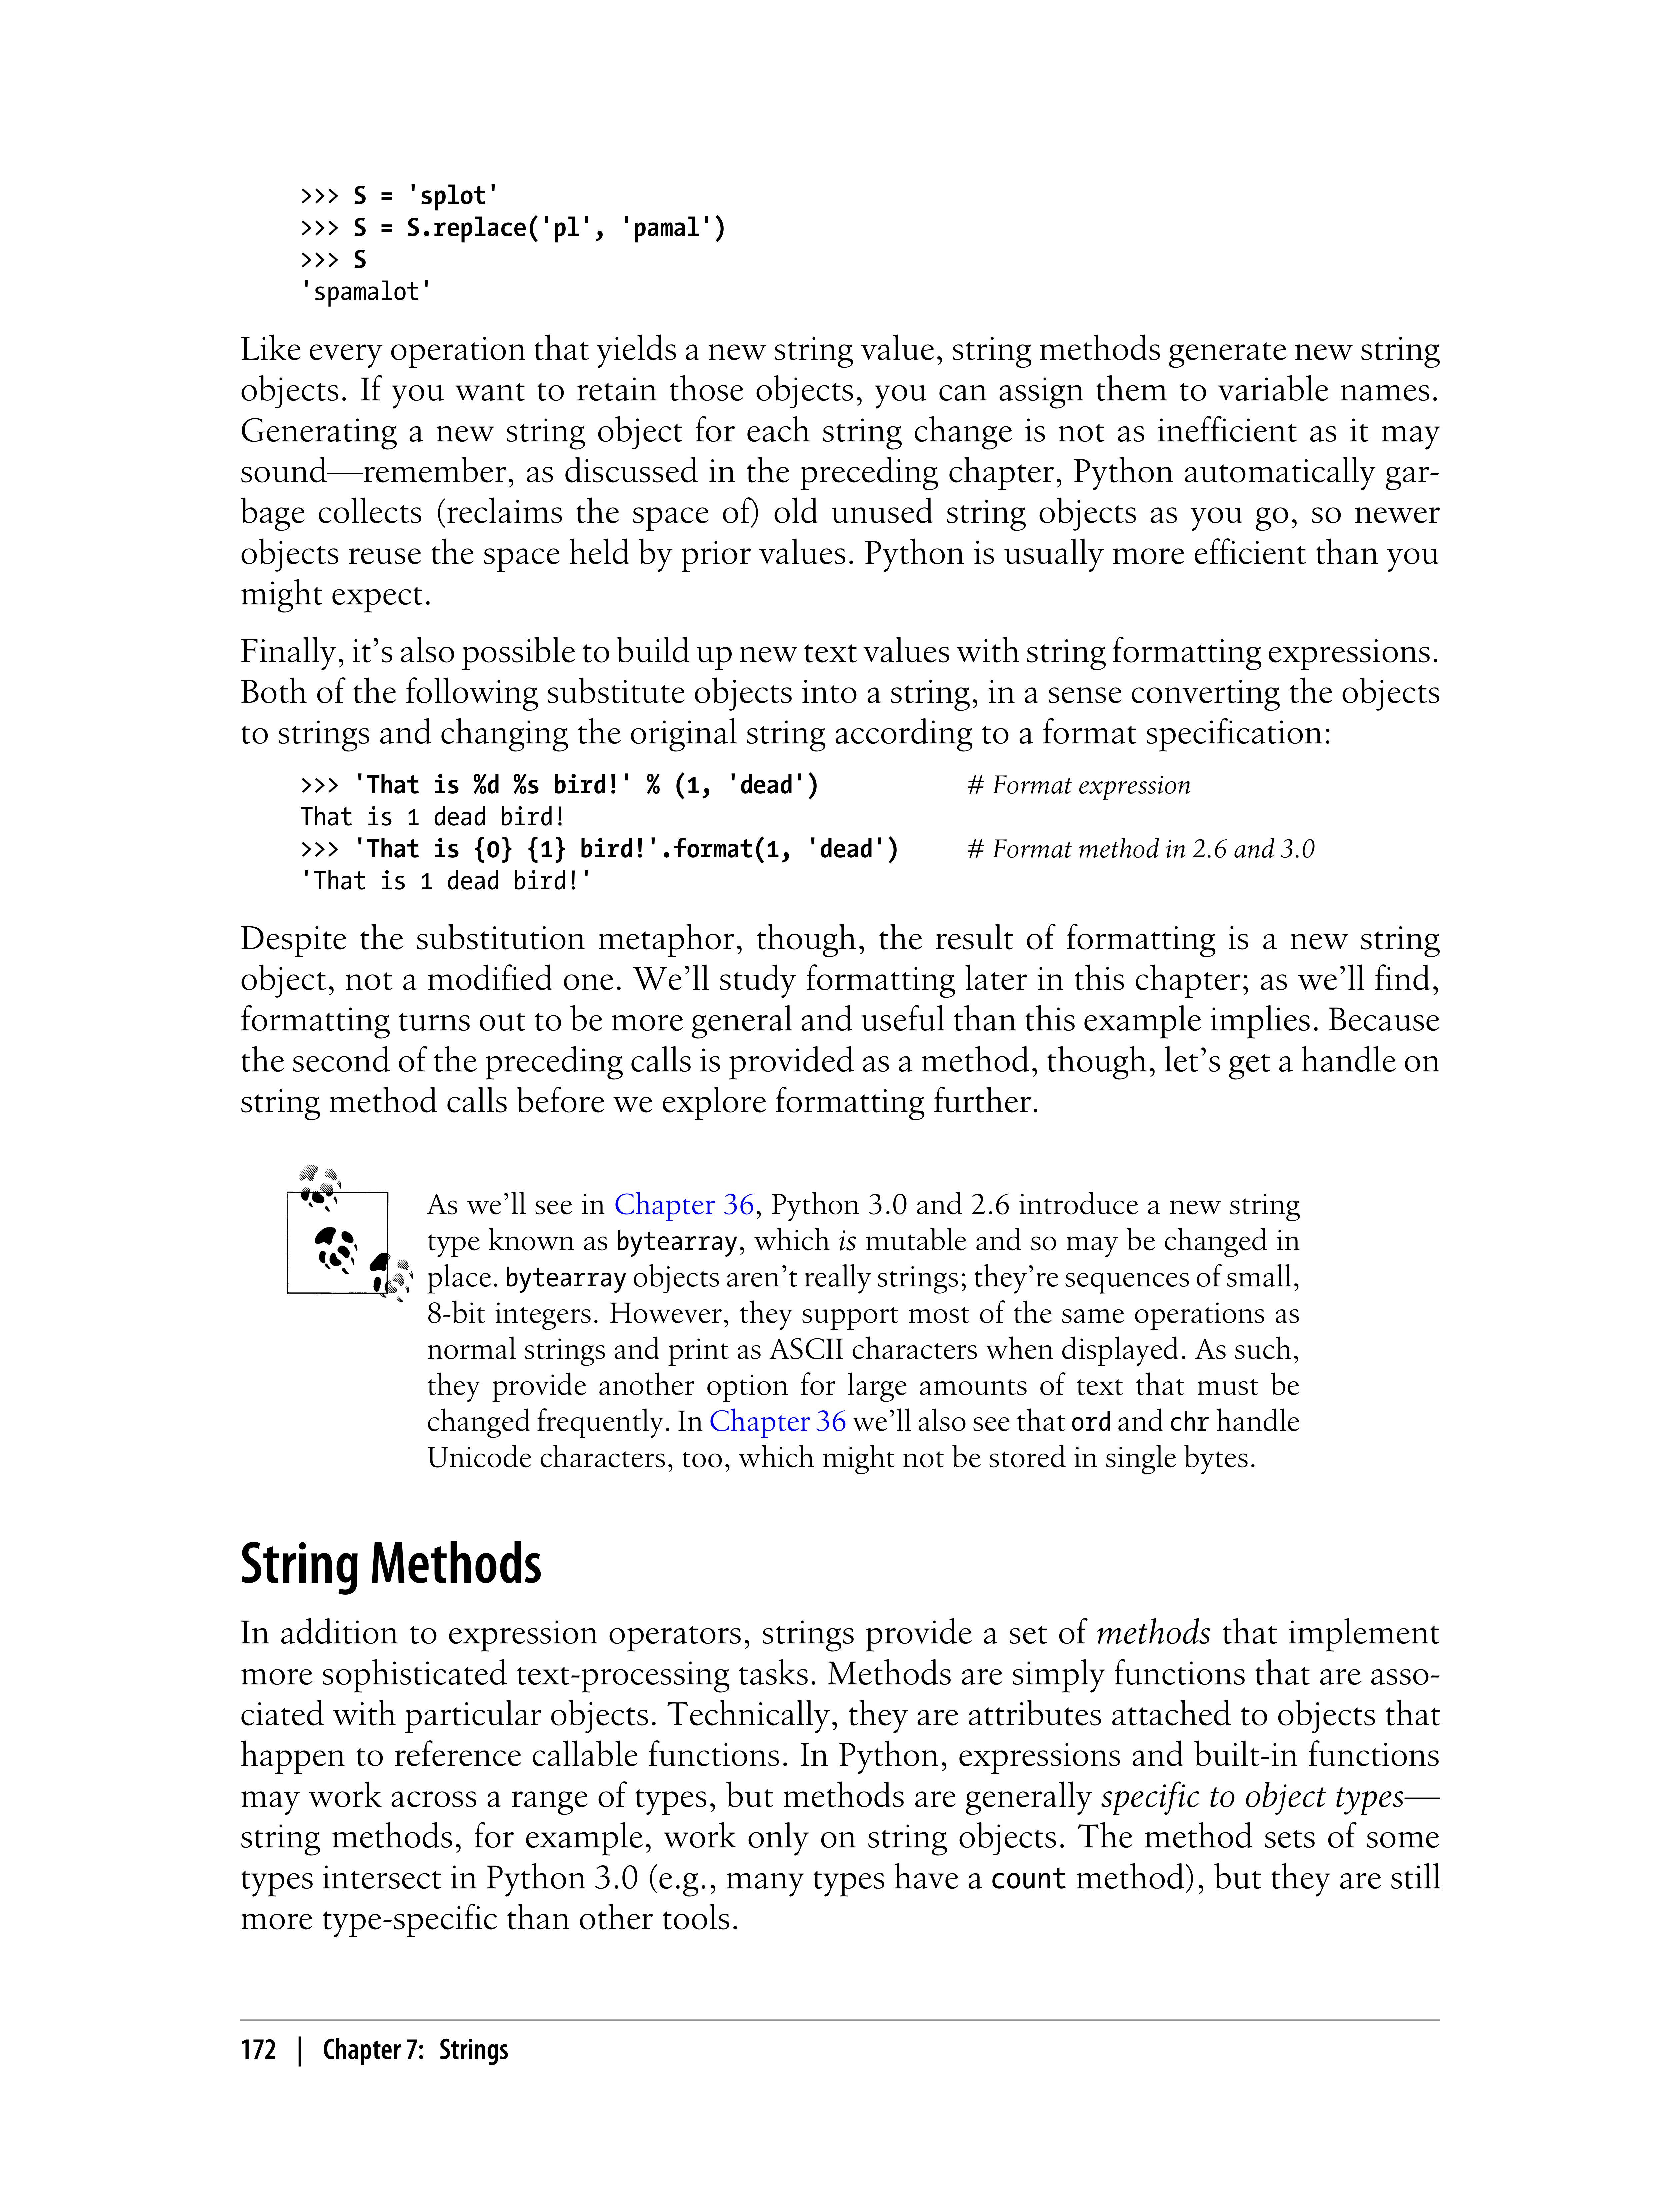 >>> S = 'splot'
>>> S = S.replace('pl', 'pamal')
>>> S
'spamalot'
Like every operation that yields a new string value, string methods generate new string
objects. If you want to retain those objects, you can assign them to variable names.
Generating a new string object for each string change is not as inefficient as it may
sound—remember, as discussed in the preceding chapter, Python automatically gar-
bage collects (reclaims the space of) old unused string objects as you go, so newer
objects reuse the space held by prior values. Python is usually more efficient than you
might expect.
Finally, it’s also possible to build up new text values with string formatting expressions.
Both of the following substitute objects into a string, in a sense converting the objects
to strings and changing the original string according to a format specification:
>>> 'That is %d %s bird!' % (1, 'dead') # Format expression
That is 1 dead bird!
>>> 'That is {0} {1} bird!'.format(1, 'dead') # Format method in 2.6 and 3.0
'That is 1 dead bird!'
Despite the substitution metaphor, though, the result of formatting is a new string
object, not a modified one. We’ll study formatting later in this chapter; as we’ll find,
formatting turns out to be more general and useful than this example implies. Because
the second of the preceding calls is provided as a method, though, let’s get a handle on
string method calls before we explore formatting further.
As we’ll see in Chapter 36, Python 3.0 and 2.6 introduce a new string
type known as bytearray, which is mutable and so may be changed in
place. bytearray objects aren’t really strings; they’re sequences of small,
8-bit integers. However, they support most of the same operations as
normal strings and print as ASCII characters when displayed. As such,
they provide another option for large amounts of text that must be
changed frequently. In Chapter 36 we’ll also see that ord and chr handle
Unicode characters, too, which might not be stored in single bytes.
String Methods
In addition to expression operators, strings provide a set of methods that implement
more sophisticated text-processing tasks. Methods are simply functions that are asso-
ciated with particular objects. Technically, they are attributes attached to objects that
happen to reference callable functions. In Python, expressions and built-in functions
may work across a range of types, but methods are generally specific to object types—
string methods, for example, work only on string objects. The method sets of some
types intersect in Python 3.0 (e.g., many types have a count method), but they are still
more type-specific than other tools.
172 | Chapter 7: Strings